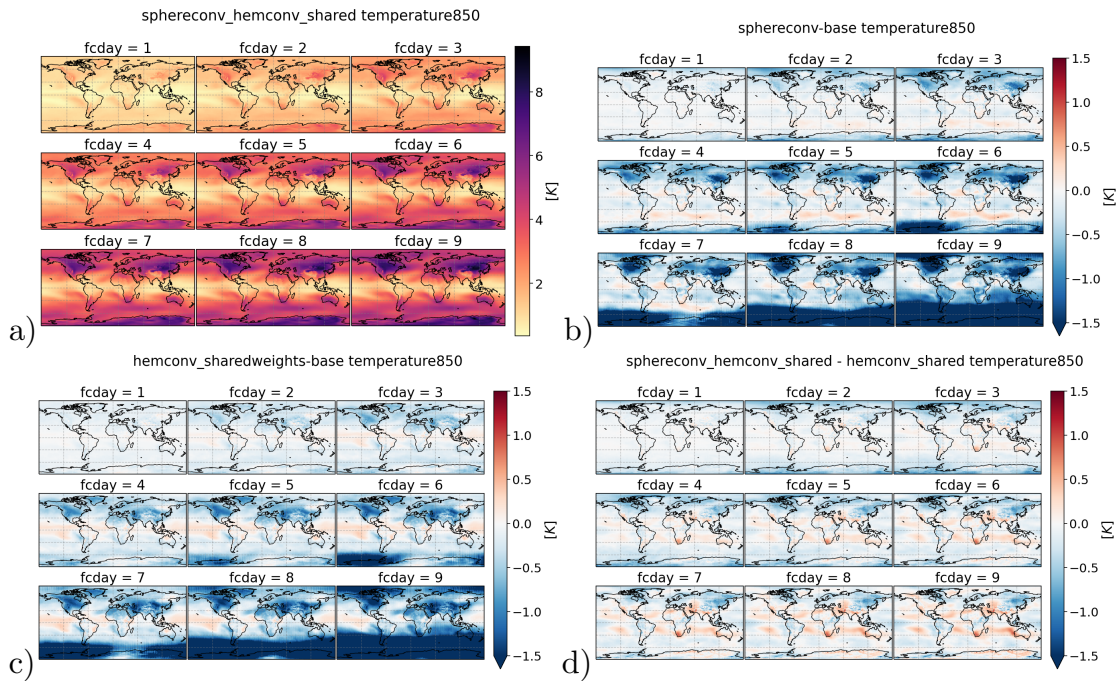 sphereconv_hemconv_shared temperature850
fcday = 1 fcday = 2 fcday = 3
fcday = 4 fcday = 5 fcday = 6
fcday = 7 fcday = 8 fcday = 9
8
6
4
2
[K]
a)
sphereconv-base temperature850
fcday = 1 fcday = 2 fcday = 3
fcday = 4 fcday = 5 fcday = 6
fcday = 7 fcday = 8 fcday = 9
1.5
1.0
0.5
0.0
−0.5
−1.0
−1.5
[K]
b)
hemconv_sharedweights-base temperature850
fcday = 1 fcday = 2 fcday = 3
fcday = 4 fcday = 5 fcday = 6
fcday = 7 fcday = 8 fcday = 9
1.5
1.0
0.5
0.0
−0.5
−1.0
−1.5
[K]
c)
sphereconv_hemconv_shared - hemconv_shared temperature850
fcday = 1 fcday = 2 fcday = 3
fcday = 4 fcday = 5 fcday = 6
fcday = 7 fcday = 8 fcday = 9
1.5
1.0
0.5
0.0
−0.5
−1.0
−1.5
[K]
d)